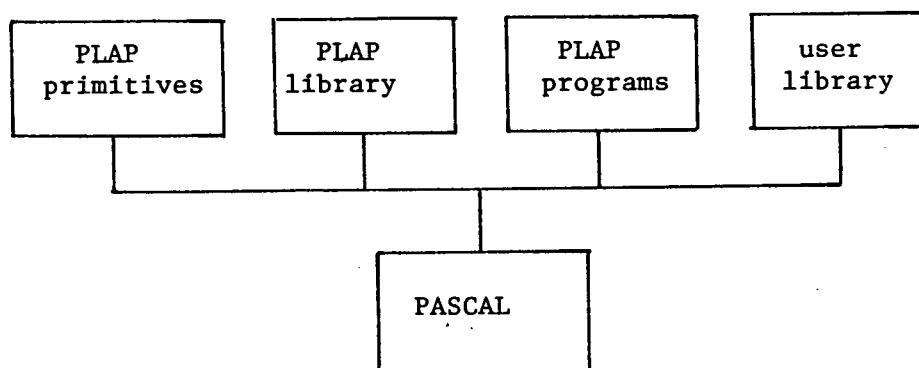 PLAP
primitives
PLAP
library
PLAP
programs
user
library
PASCAL